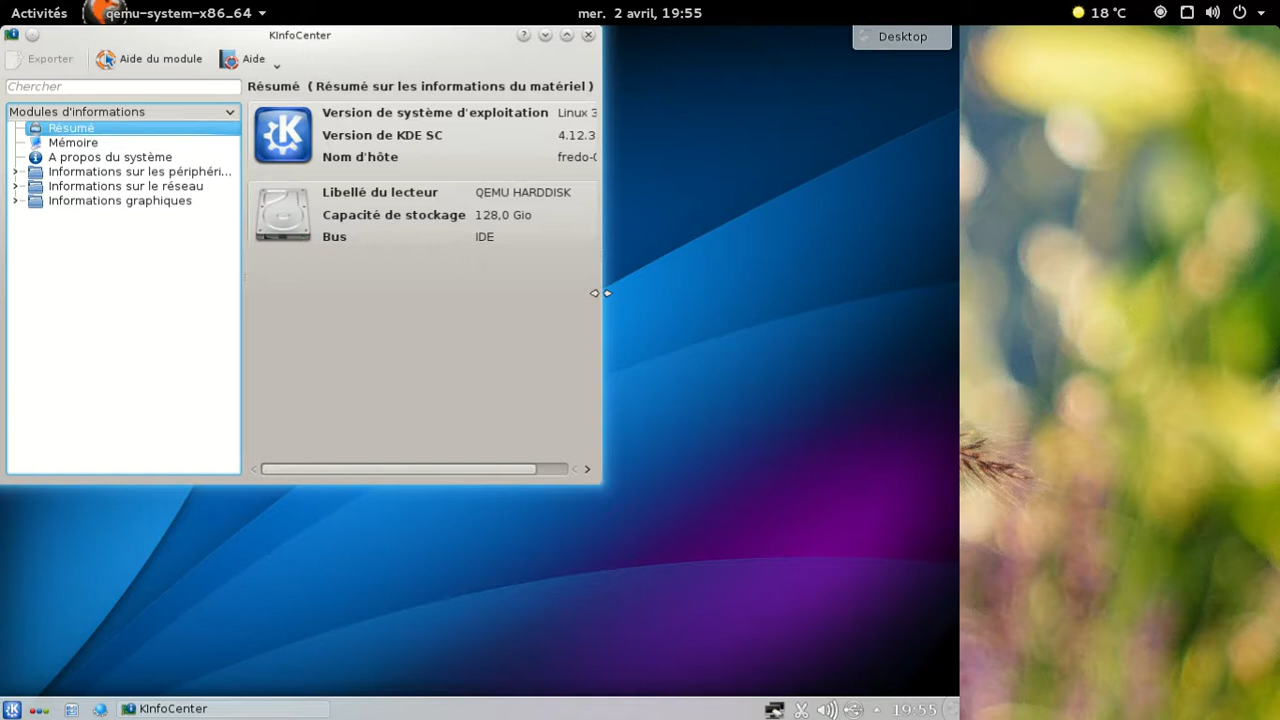 Activités qemu-system-x86_64 mer. 2 avril, 19:55 18 °C
KInfoCenter
Desktop
Exporter Aide du module Aide
Chercher
Résumé ( Résumé sur les informations du matériel )
Modules d'informations
Résumé
Mémoire
A propos du système
Informations sur les périphéri...
Informations sur le réseau
Informations graphiques
Version de système d'exploitation Linux 3
Version de KDE SC 4.12.3
Nom d'hôte fredo-0
Libellé du lecteur QEMU HARDDISK
Capacité de stockage 128,0 Gio
Bus IDE
KInfoCenter 19:55